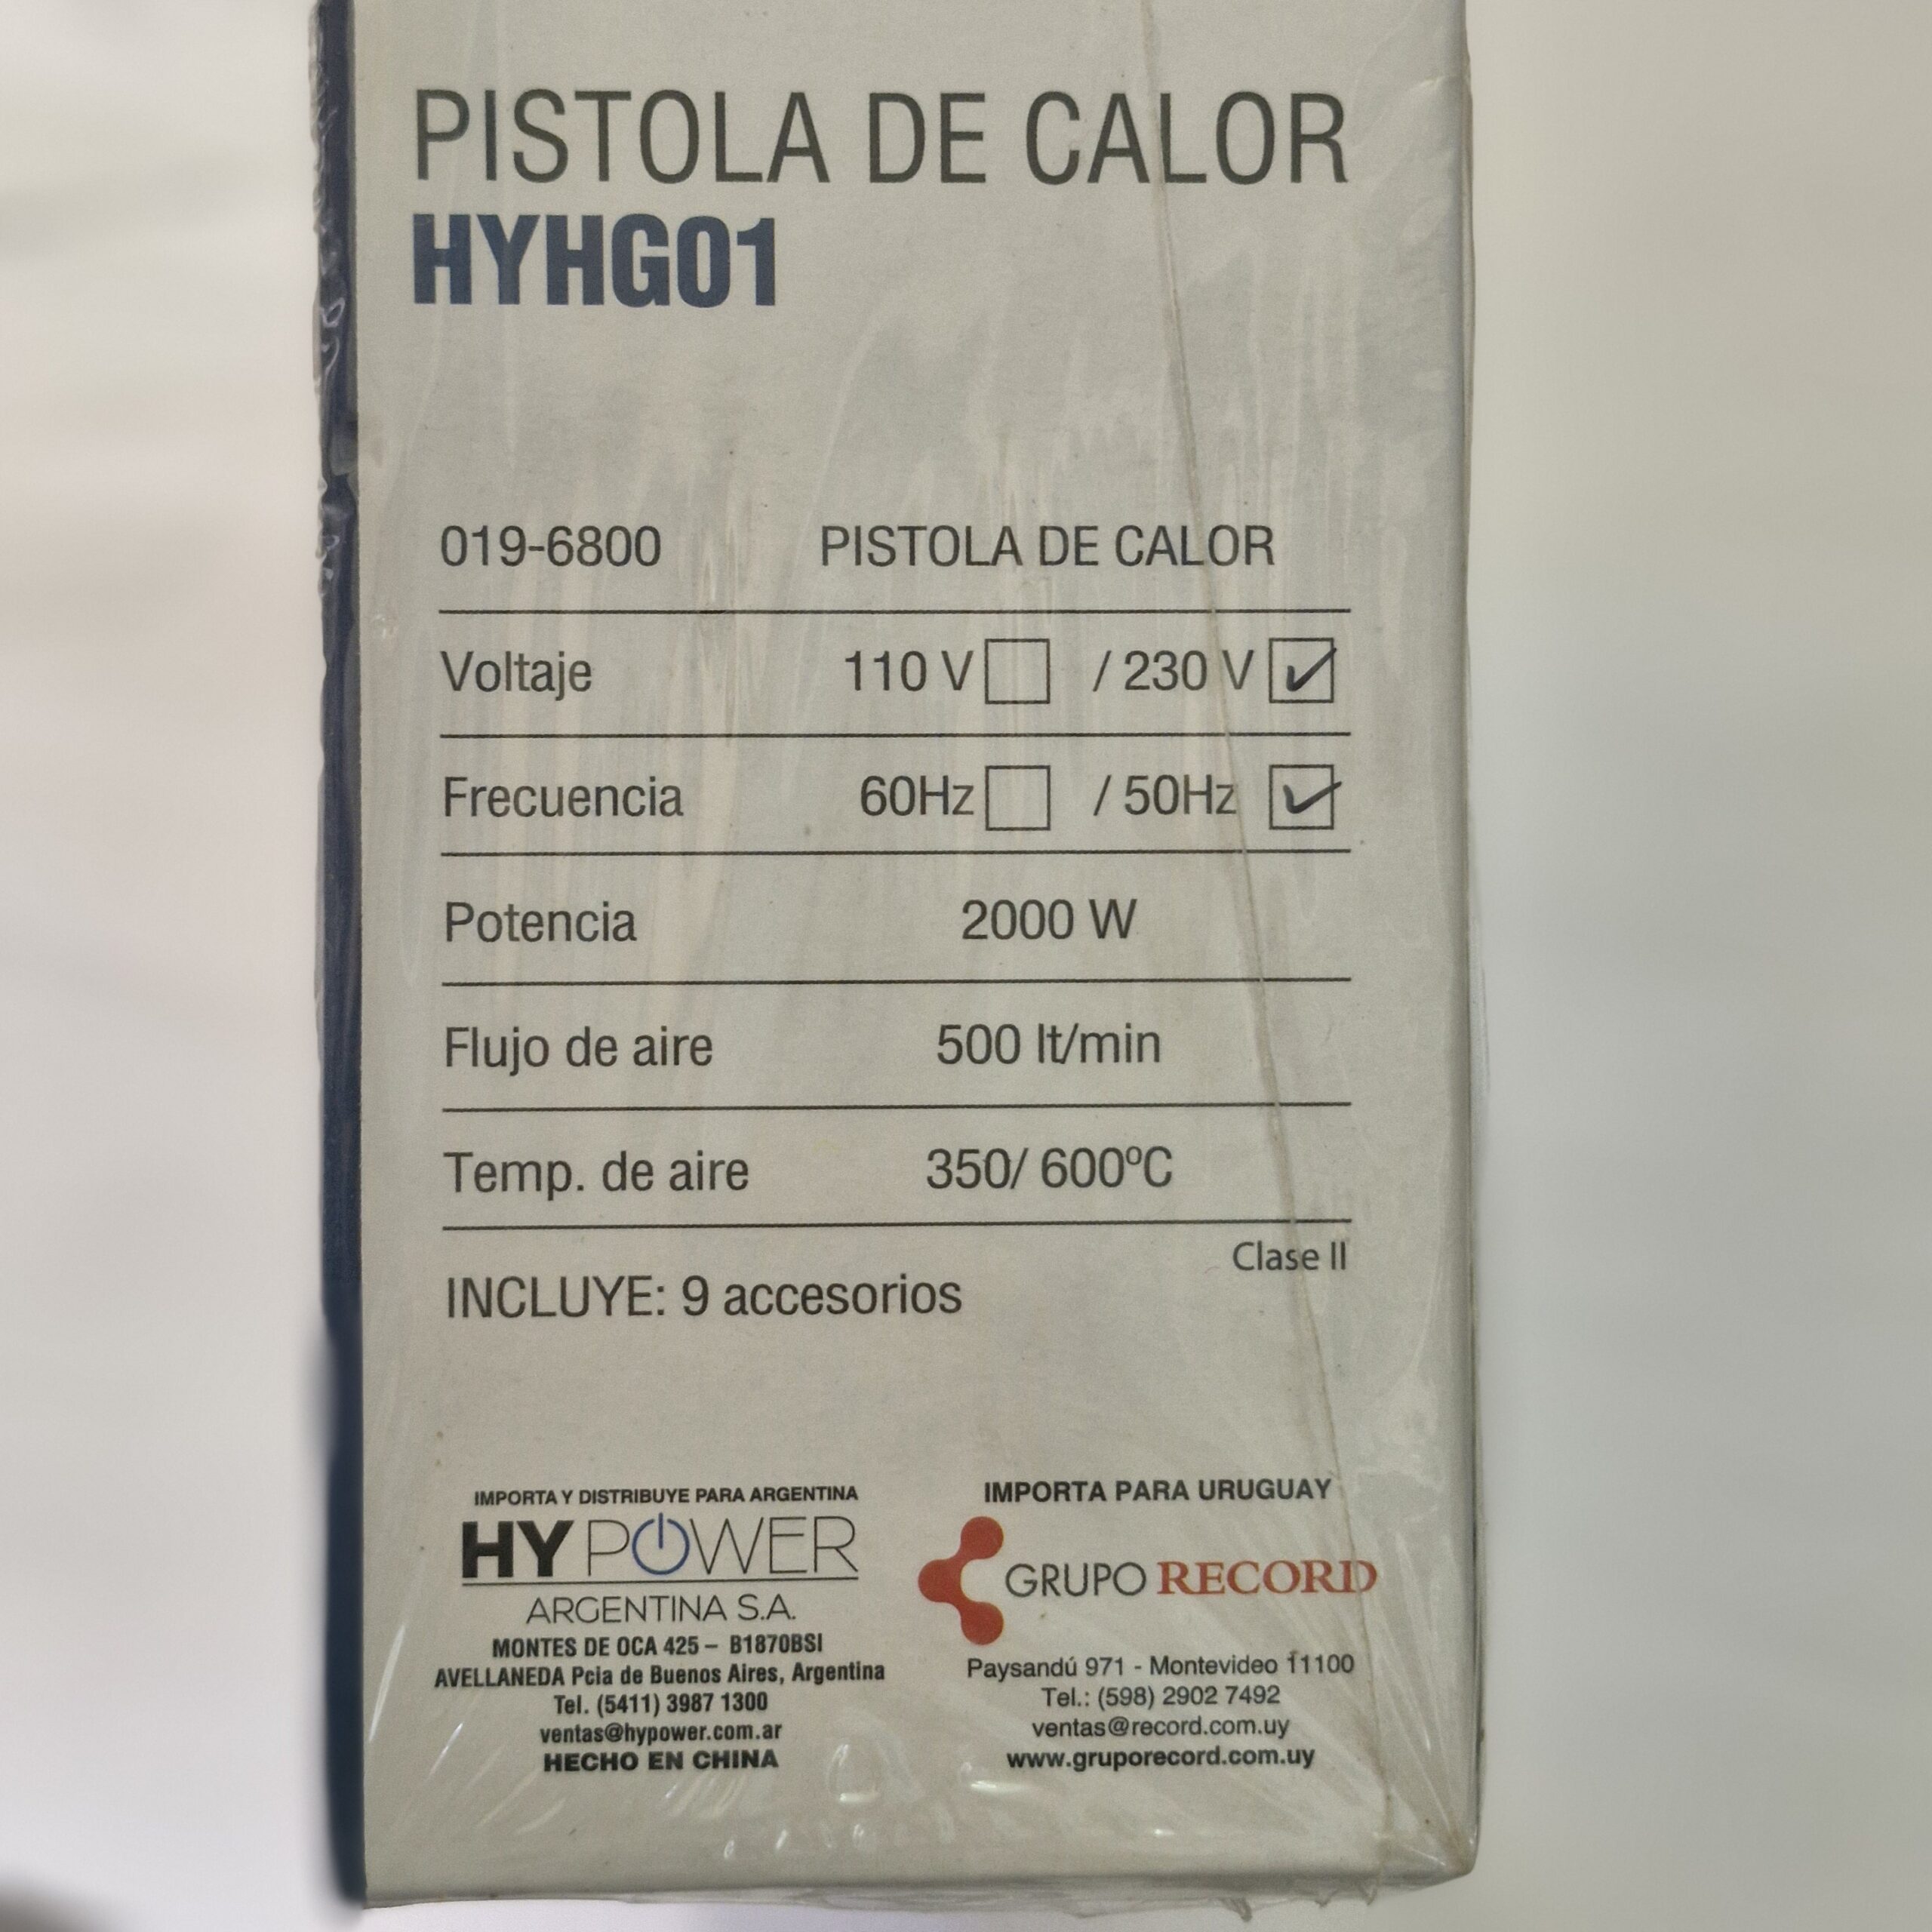 PISTOLA DE CALOR
HYHG01
019-6800 PISTOLA DE CALOR
Voltaje 110 V / 230 V
Frecuencia 60Hz / 50Hz
Potencia 2000 W
Flujo de aire 500 lt/min
Temp. de aire 350/ 600ºC
Clase II
INCLUYE: 9 accesorios
IMPORTA Y DISTRIBUYE PARA ARGENTINA
HYPOWER
ARGENTINA S.A.
MONTES DE OCA 425 – B1870BSI
AVELLANEDA Pcia de Buenos Aires, Argentina
Tel. (5411) 3987 1300
ventas@hypower.com.ar
HECHO EN CHINA
IMPORTA PARA URUGUAY
GRUPO RECORD
Paysandú 971 - Montevideo 11100
Tel.: (598) 2902 7492
ventas@record.com.uy
www.gruporecord.com.uy